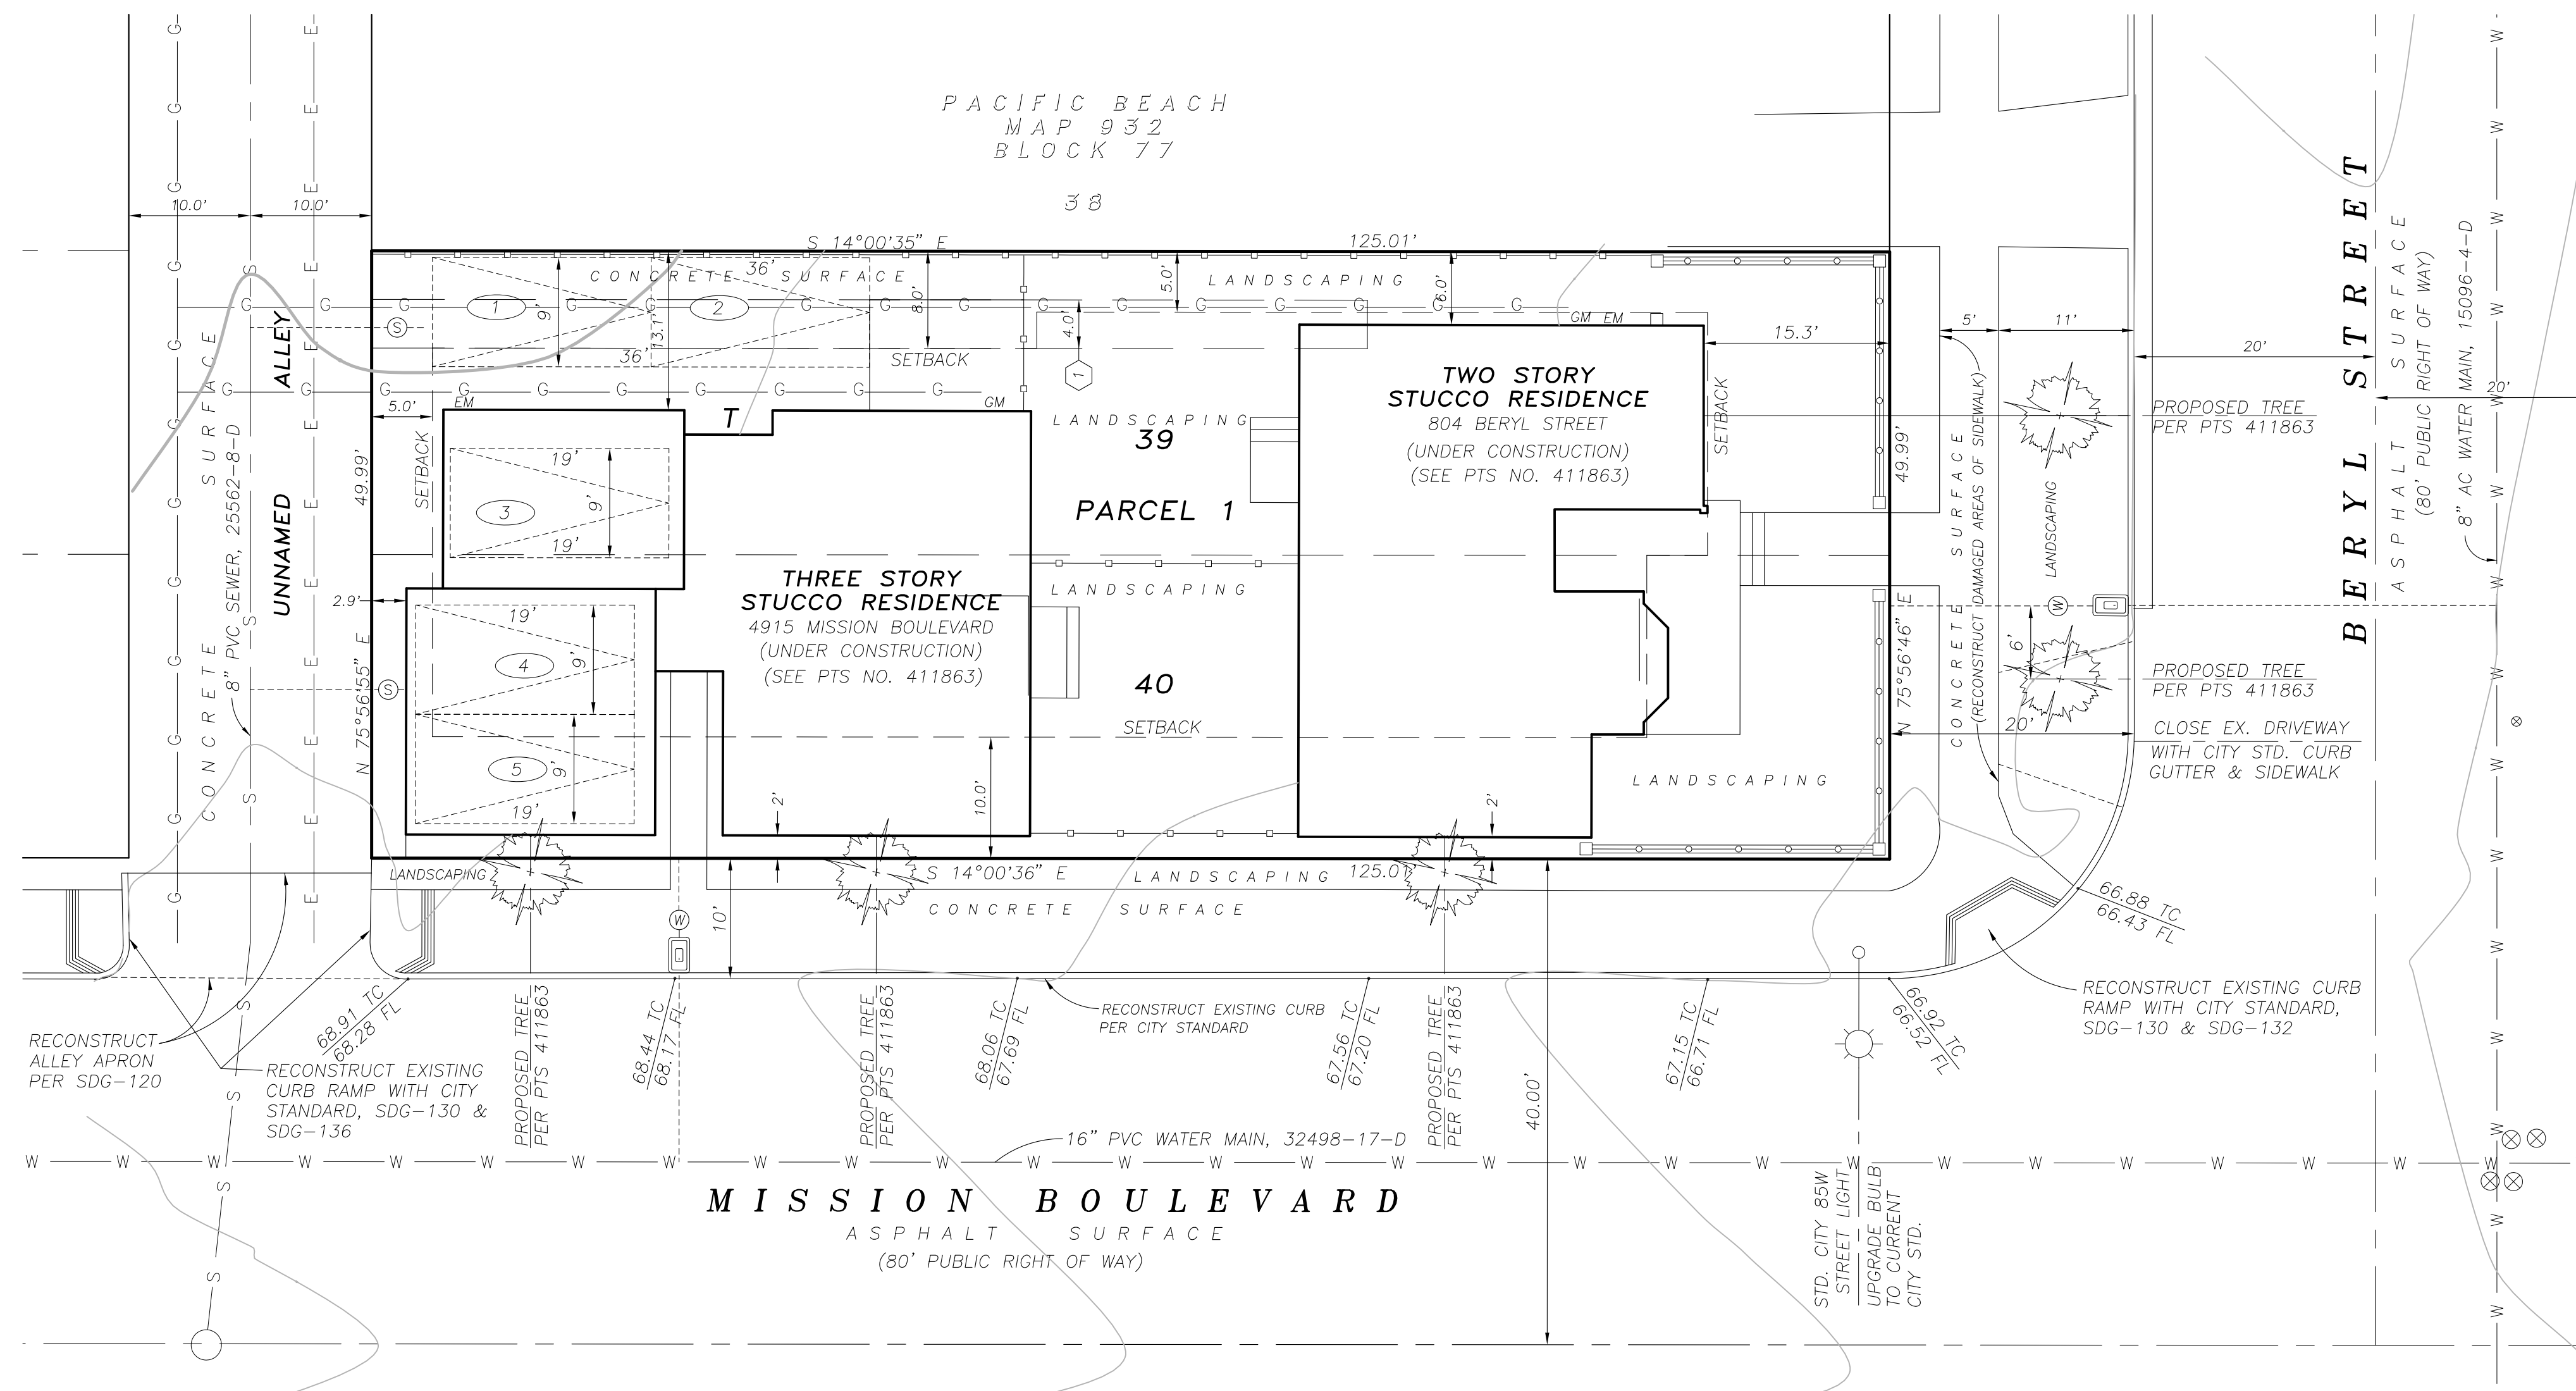 PACIFIC BEACH
MAP 932
BLOCK 77
38
10.0'
10.0'
S 14°00'35" E
125.01'
CONCRETE SURFACE
36'
36'
LANDSCAPING
1
2
9'
13.1'
8.0'
4.0'
5.0'
6.0'
SETBACK
1
GM EM
15.3'
5'
11'
20'
20'
5.0'
EM
T
GM
LANDSCAPING
39
PARCEL 1
TWO STORY
STUCCO RESIDENCE
804 BERYL STREET
(UNDER CONSTRUCTION)
(SEE PTS NO. 411863)
SETBACK
SETBACK
49.99'
N 75°56'55" E
2.9'
19'
3
9'
19'
THREE STORY
STUCCO RESIDENCE
4915 MISSION BOULEVARD
(UNDER CONSTRUCTION)
(SEE PTS NO. 411863)
LANDSCAPING
40
SETBACK
19'
4
9'
5
9'
19'
2'
10.0'
2'
LANDSCAPING
49.99'
N 75°56'46" E
CONCRETE SURFACE
(RECONSTRUCT DAMAGED AREAS OF SIDEWALK)
LANDSCAPING
6'
20'
PROPOSED TREE
PER PTS 411863
PROPOSED TREE
PER PTS 411863
CLOSE EX. DRIVEWAY
WITH CITY STD. CURB
GUTTER & SIDEWALK
BERYL STREET
ASPHALT SURFACE
(80' PUBLIC RIGHT OF WAY)
8" AC WATER MAIN, 15096-4-D
CONCRETE SURFACE
8" PVC SEWER, 25562-8-D
UNNAMED ALLEY
S
S
W
W
LANDSCAPING
S 14°00'36" E
LANDSCAPING
125.01'
CONCRETE SURFACE
10'
40.00'
66.88 TC
66.43 FL
RECONSTRUCT
ALLEY APRON
PER SDG-120
RECONSTRUCT EXISTING
CURB RAMP WITH CITY
STANDARD, SDG-130 &
SDG-136
68.91 TC
68.28 FL
PROPOSED TREE
PER PTS 411863
68.44 TC
68.17 FL
PROPOSED TREE
PER PTS 411863
68.06 TC
67.69 FL
RECONSTRUCT EXISTING CURB
PER CITY STANDARD
67.56 TC
67.20 FL
PROPOSED TREE
PER PTS 411863
67.15 TC
66.71 FL
66.92 TC
66.52 FL
RECONSTRUCT EXISTING CURB
RAMP WITH CITY STANDARD,
SDG-130 & SDG-132
16" PVC WATER MAIN, 32498-17-D
MISSION BOULEVARD
ASPHALT SURFACE
(80' PUBLIC RIGHT OF WAY)
STD. CITY 85W
STREET LIGHT
UPGRADE BULB
TO CURRENT
CITY STD.